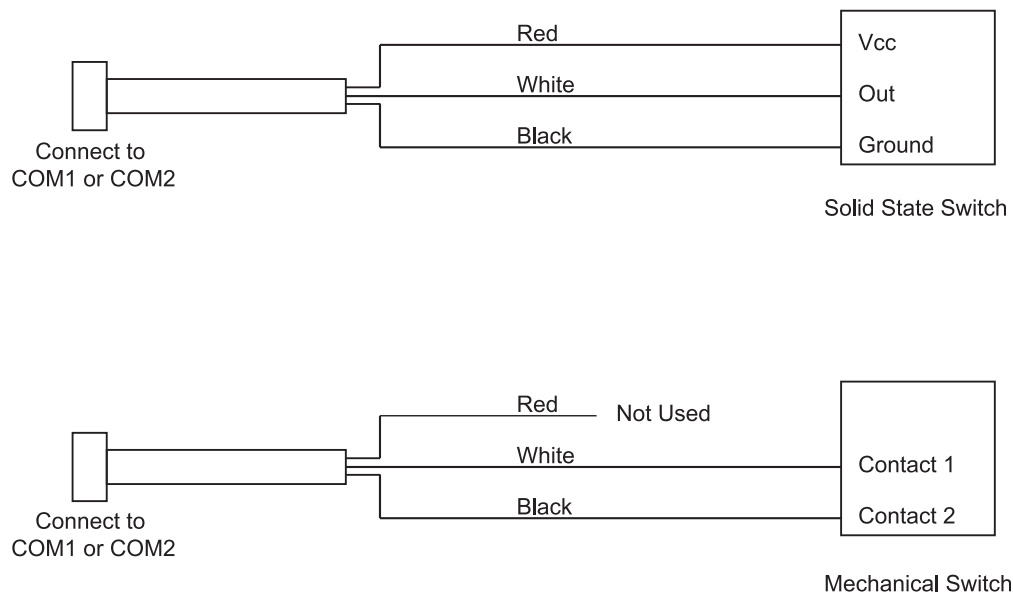 Red
Vcc
White
Out
Black
Ground
Connect to
COM1 or COM2
Solid State Switch
Red
Not Used
White
Contact 1
Black
Contact 2
Connect to
COM1 or COM2
Mechanical Switch